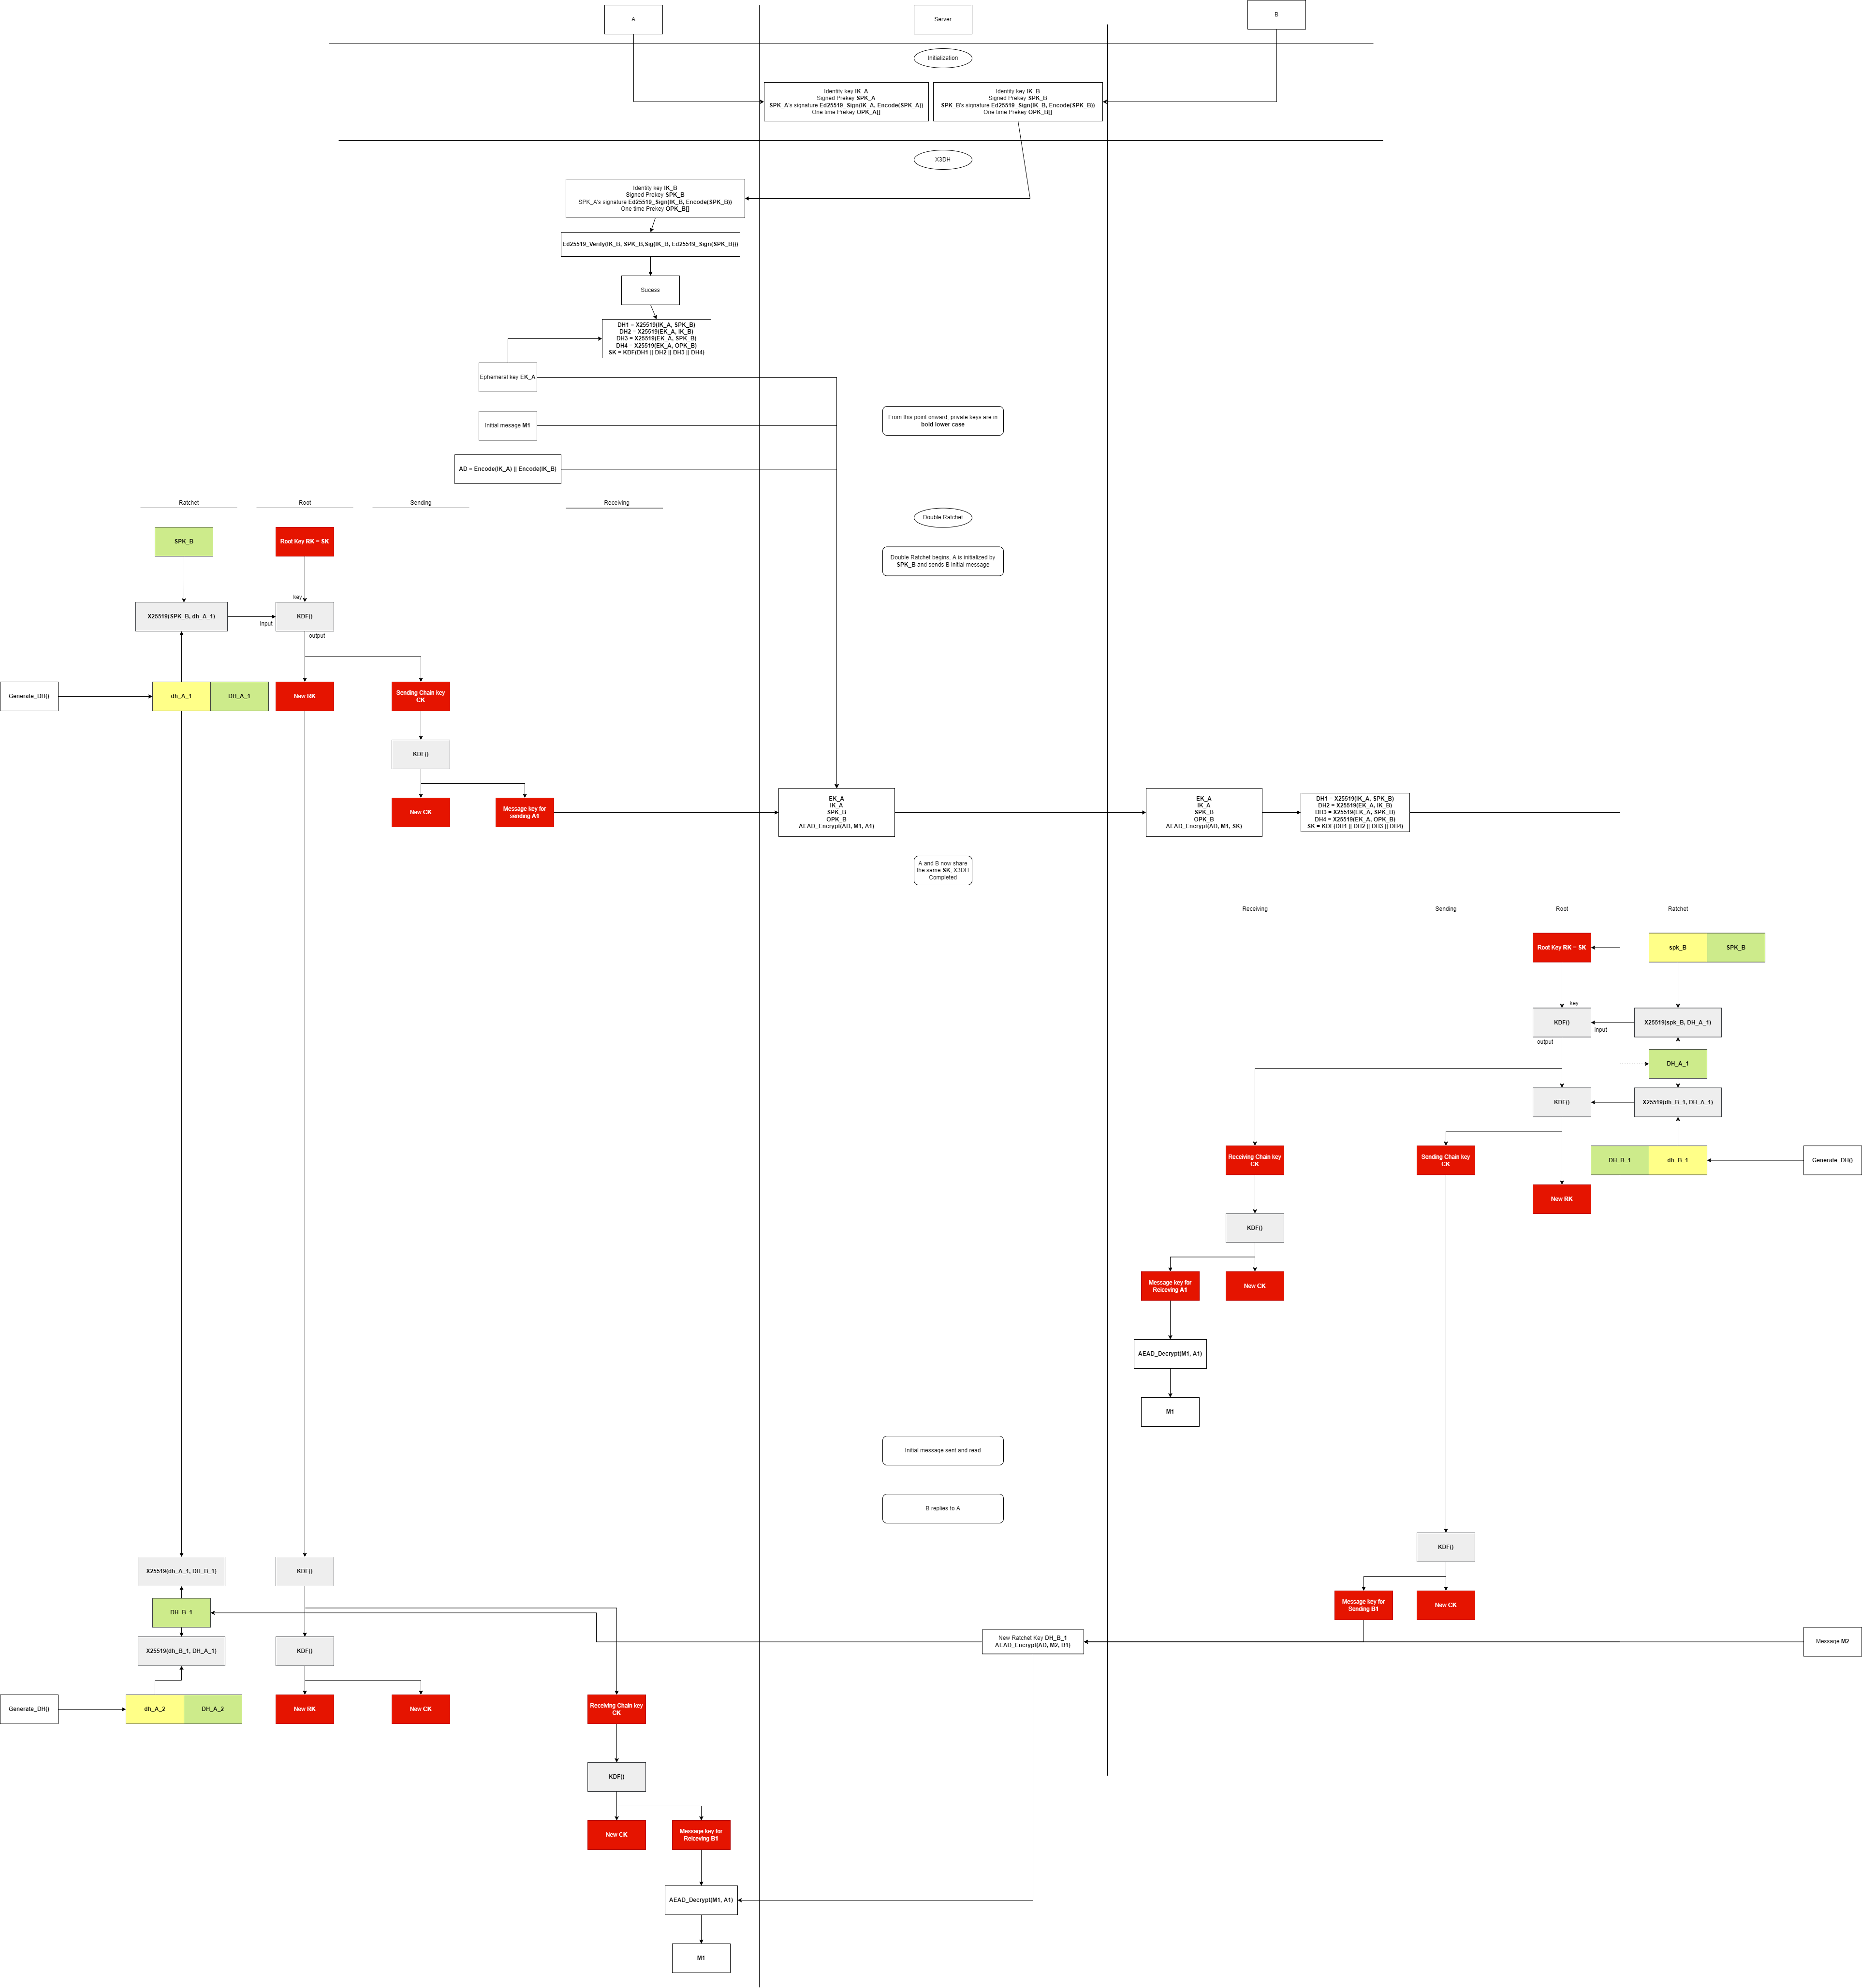 A
Server
B
Initialization
Identity key IK_A
Signed Prekey SPK_A
SPK_A's signature Ed25519_Sign(IK_A, Encode(SPK_A))
One time Prekey OPK_A[]
Identity key IK_B
Signed Prekey SPK_B
SPK_B's signature Ed25519_Sign(IK_B, Encode(SPK_B))
One time Prekey OPK_B[]
X3DH
Identity key IK_B
Signed Prekey SPK_B
SPK_A's signature Ed25519_Sign(IK_B, Encode(SPK_B))
One time Prekey OPK_B[]
Ed25519_Verify(IK_B, SPK_B,Sig(IK_B, Ed25519_Sign(SPK_B)))
Sucess
DH1 = X25519(IK_A, SPK_B)
DH2 = X25519(EK_A, IK_B)
DH3 = X25519(EK_A, SPK_B)
DH4 = X25519(EK_A, OPK_B)
SK = KDF(DH1 || DH2 || DH3 || DH4)
Ephemeral key EK_A
Initial mesage M1
From this point onward, private keys are in
bold lower case
AD = Encode(IK_A) || Encode(IK_B)
Ratchet
Root
Sending
Receiving
Double Ratchet
SPK_B
Root Key RK = SK
Double Ratchet begins, A is initialized by
SPK_B and sends B initial message
key
X25519(SPK_B, dh_A_1)
input
KDF()
output
Generate_DH()
dh_A_1
DH_A_1
New RK
Sending Chain key
CK
KDF()
New CK
Message key for
sending A1
EK_A
IK_A
SPK_B
OPK_B
AEAD_Encrypt(AD, M1, A1)
EK_A
IK_A
SPK_B
OPK_B
AEAD_Encrypt(AD, M1, SK)
DH1 = X25519(IK_A, SPK_B)
DH2 = X25519(EK_A, IK_B)
DH3 = X25519(EK_A, SPK_B)
DH4 = X25519(EK_A, OPK_B)
SK = KDF(DH1 || DH2 || DH3 || DH4)
A and B now share
the same SK, X3DH
Completed
Receiving
Sending
Root
Ratchet
Root Key RK = SK
spk_B
SPK_B
key
KDF()
input
X25519(spk_B, DH_A_1)
output
DH_A_1
KDF()
X25519(dh_B_1, DH_A_1)
Receiving Chain key
CK
Sending Chain key
CK
DH_B_1
dh_B_1
Generate_DH()
New RK
KDF()
Message key for
Reiceving A1
New CK
AEAD_Decrypt(M1, A1)
M1
Initial message sent and read
B replies to A
KDF()
X25519(dh_A_1, DH_B_1)
KDF()
Message key for
Sending B1
New CK
DH_B_1
X25519(dh_B_1, DH_A_1)
KDF()
New Ratchet Key DH_B_1
AEAD_Encrypt(AD, M2, B1)
Message M2
Generate_DH()
dh_A_2
DH_A_2
New RK
New CK
Receiving Chain key
CK
KDF()
New CK
Message key for
Reiceving B1
AEAD_Decrypt(M1, A1)
M1